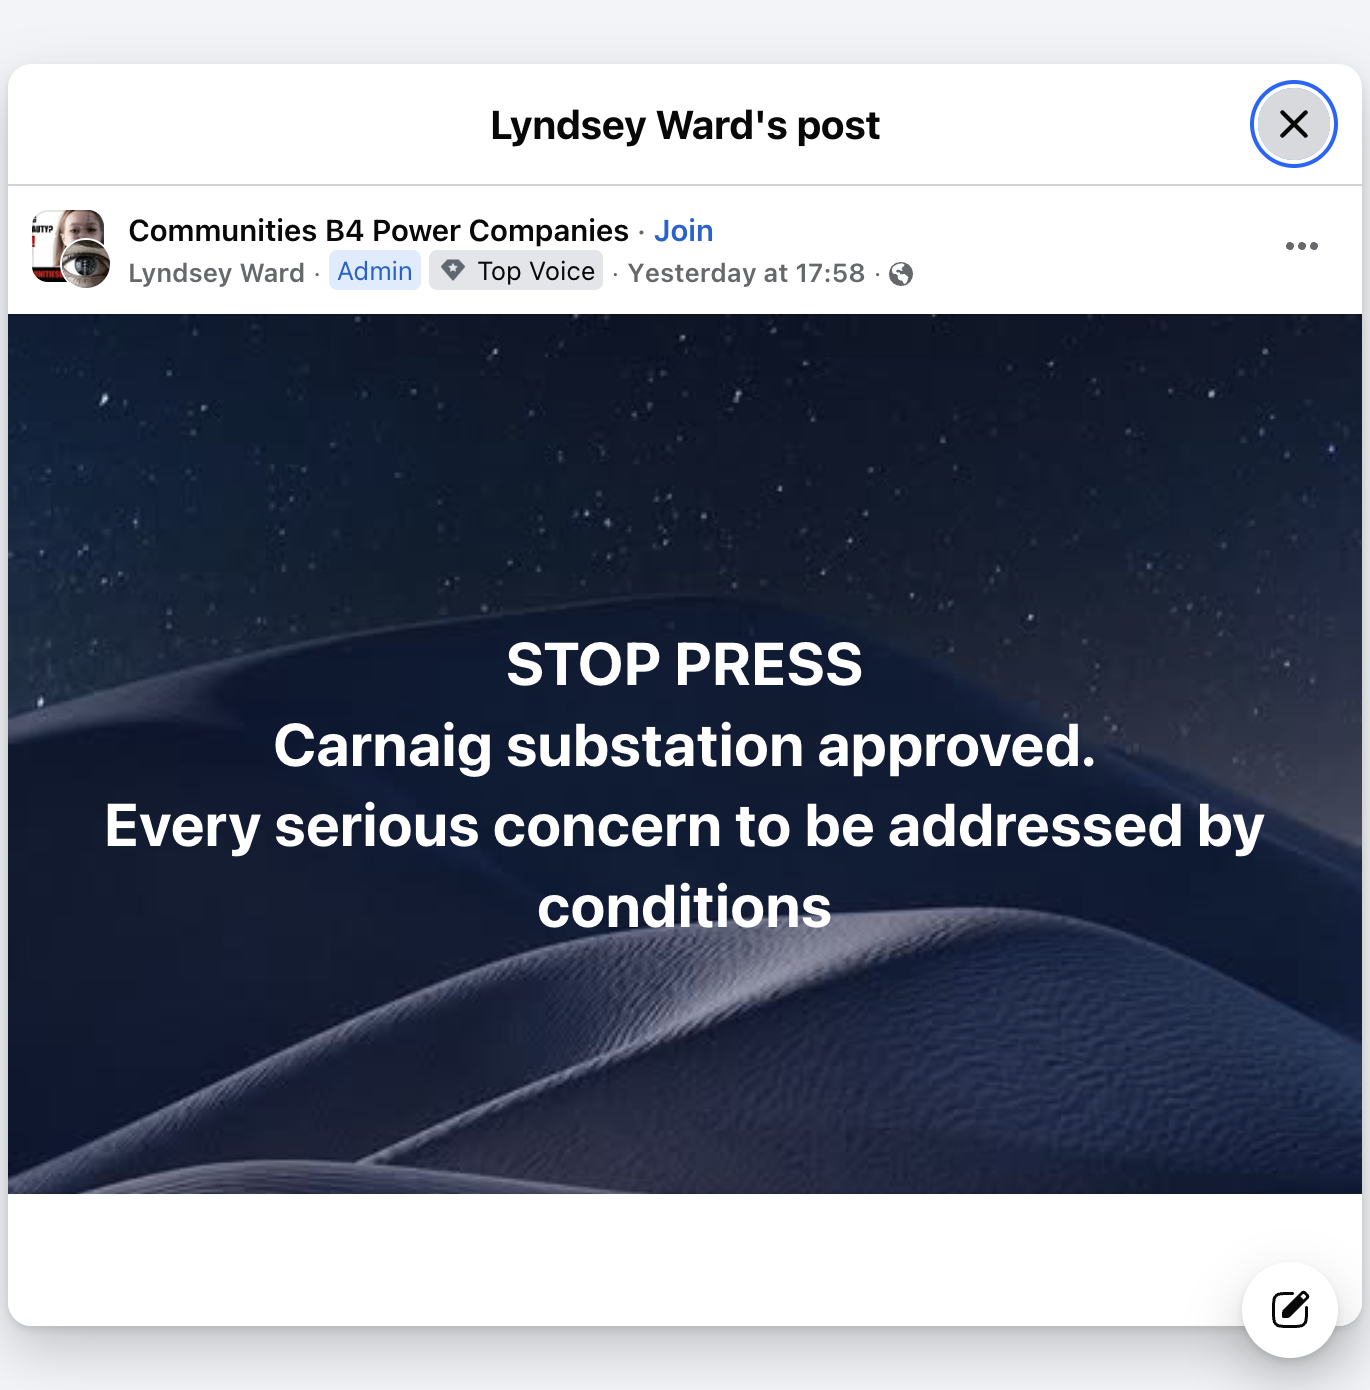 Lyndsey Ward's post
AUTY?
Communities B4 Power Companies · Join
Lyndsey Ward · Admin Top Voice · Yesterday at 17:58 ·
STOP PRESS
Carnaig substation approved.
Every serious concern to be addressed by
conditions